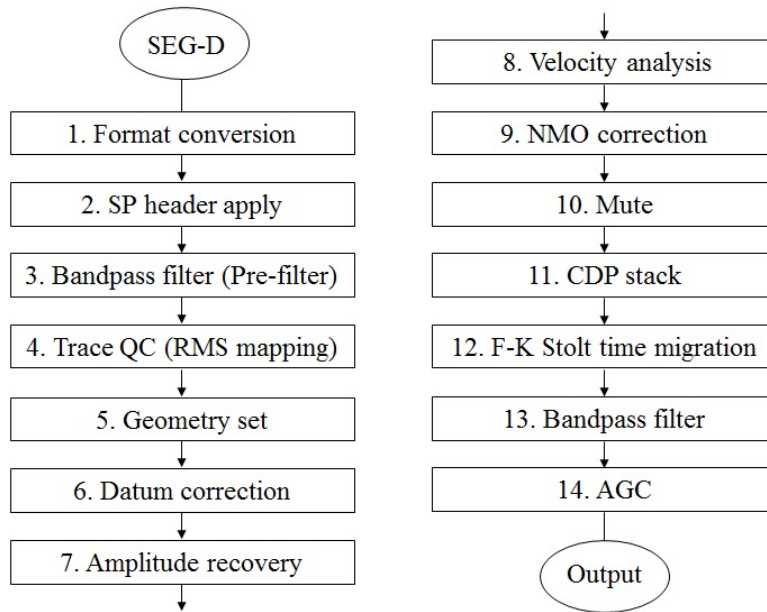 SEG-D
1. Format conversion
2. SP header apply
3. Bandpass filter (Pre-filter)
4. Trace QC (RMS mapping)
5. Geometry set
6. Datum correction
7. Amplitude recovery
8. Velocity analysis
9. NMO correction
10. Mute
11. CDP stack
12. F-K Stolt time migration
13. Bandpass filter
14. AGC
Output